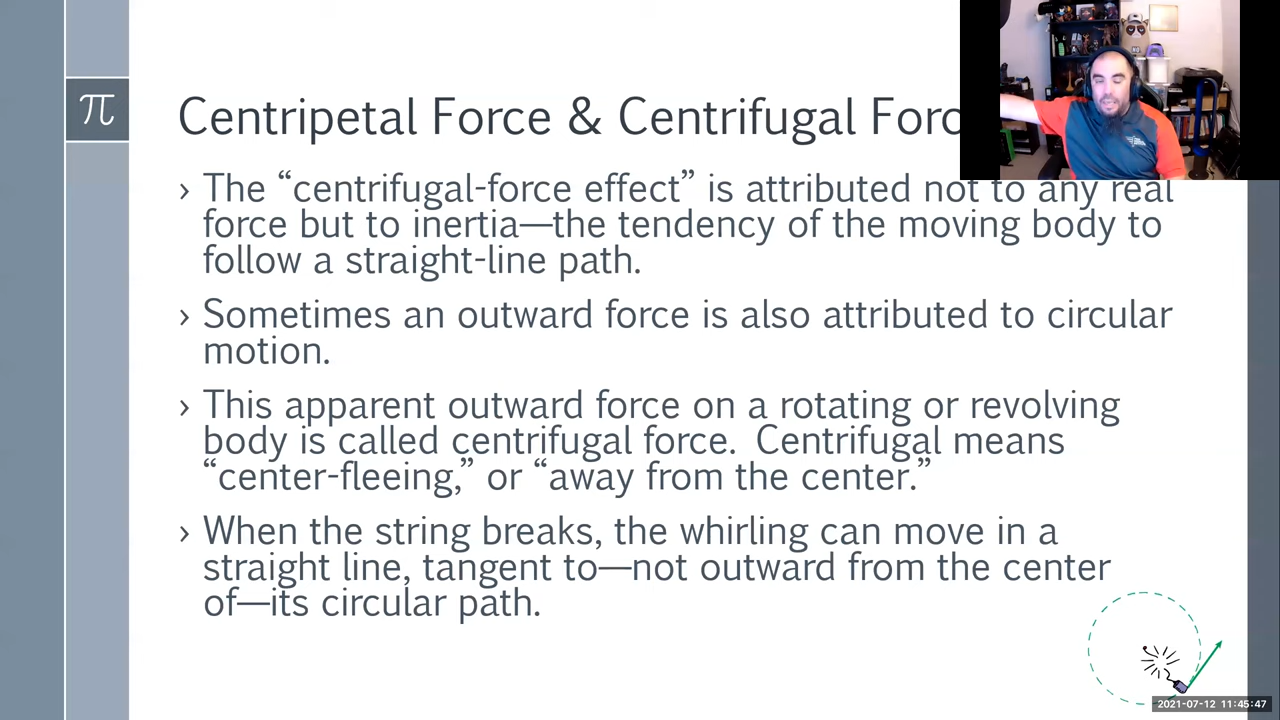 π
Centripetal Force & Centrifugal Forc
› The “centrifugal-force effect” is attributed not to any real
force but to inertia—the tendency of the moving body to
follow a straight-line path.
› Sometimes an outward force is also attributed to circular
motion.
› This apparent outward force on a rotating or revolving
body is called centrifugal force.  Centrifugal means
“center-fleeing,” or “away from the center.”
› When the string breaks, the whirling can move in a
straight line, tangent to—not outward from the center
of—its circular path.
2021-07-12 11:45:47